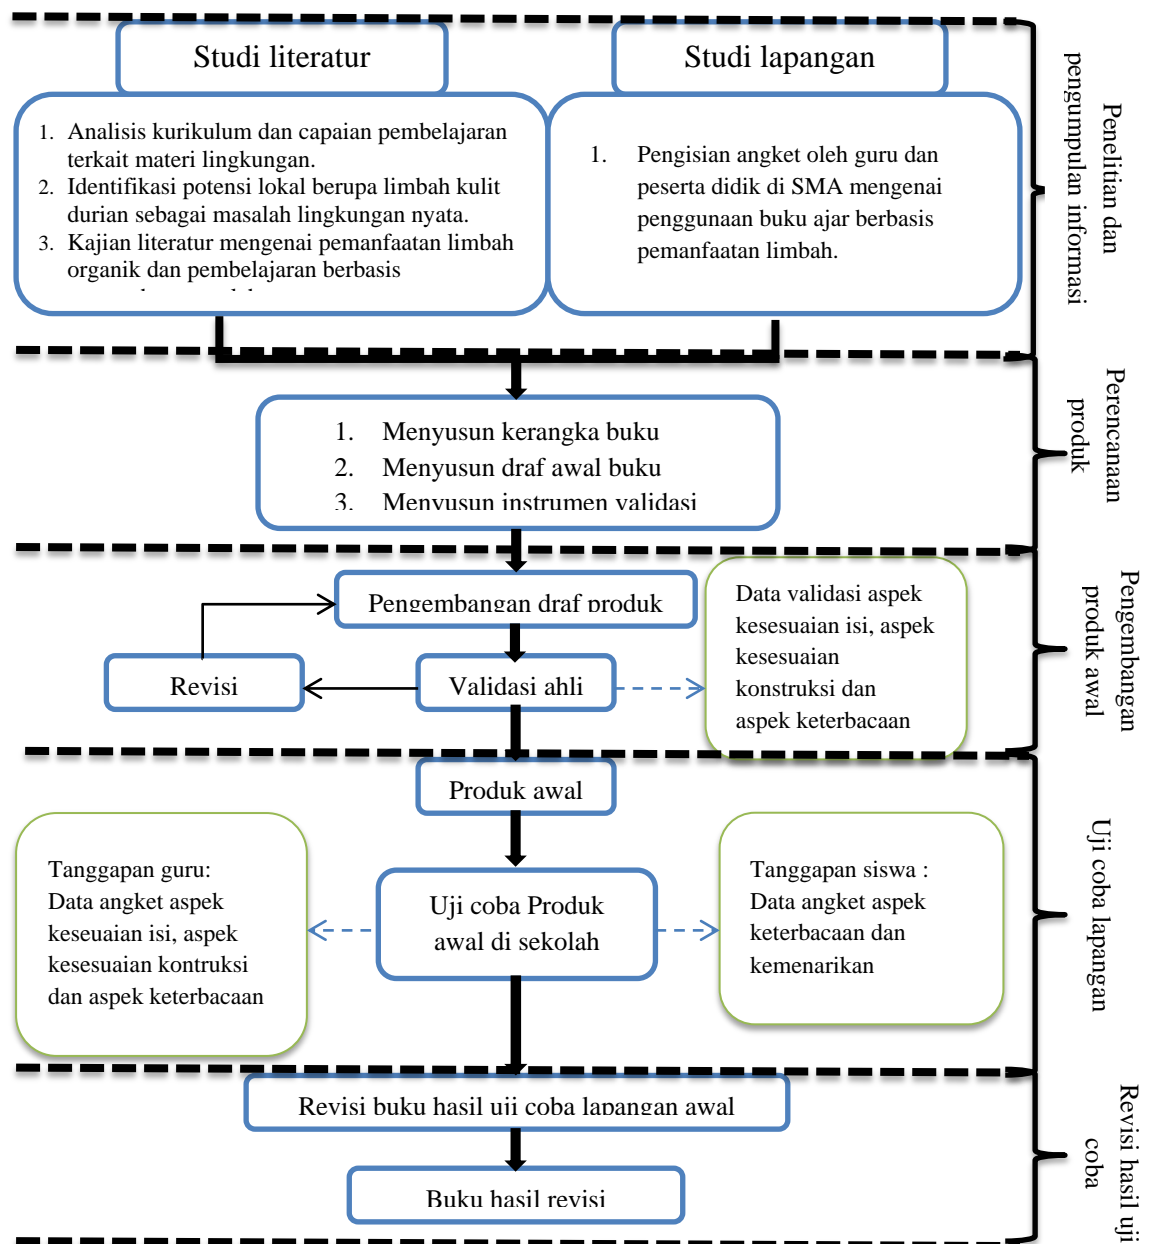 Studi literatur
1. Analisis kurikulum dan capaian pembelajaran
terkait materi lingkungan.
2. Identifikasi potensi lokal berupa limbah kulit
durian sebagai masalah lingkungan nyata.
3. Kajian literatur mengenai pemanfaatan limbah
organik dan pembelajaran berbasis
Studi lapangan
1. Pengisian angket oleh guru dan
peserta didik di SMA mengenai
penggunaan buku ajar berbasis
pemanfaatan limbah.
Penelitian dan
pengumpulan informasi
1. Menyusun kerangka buku
2. Menyusun draf awal buku
3. Menyusun instrumen validasi
Perencanaan
produk
Pengembangan draf produk
Revisi
Validasi ahli
Data validasi aspek
kesesuaian isi, aspek
kesesuaian
konstruksi dan
aspek keterbacaan
Pengembangan
produk awal
Produk awal
Tanggapan guru:
Data angket aspek
keseuaian isi, aspek
kesesuaian kontruksi
dan aspek keterbacaan
Uji coba Produk
awal di sekolah
Tanggapan siswa :
Data angket aspek
keterbacaan dan
kemenarikan
Uji coba lapangan
Revisi buku hasil uji coba lapangan awal
Buku hasil revisi
Revisi hasil uji
coba